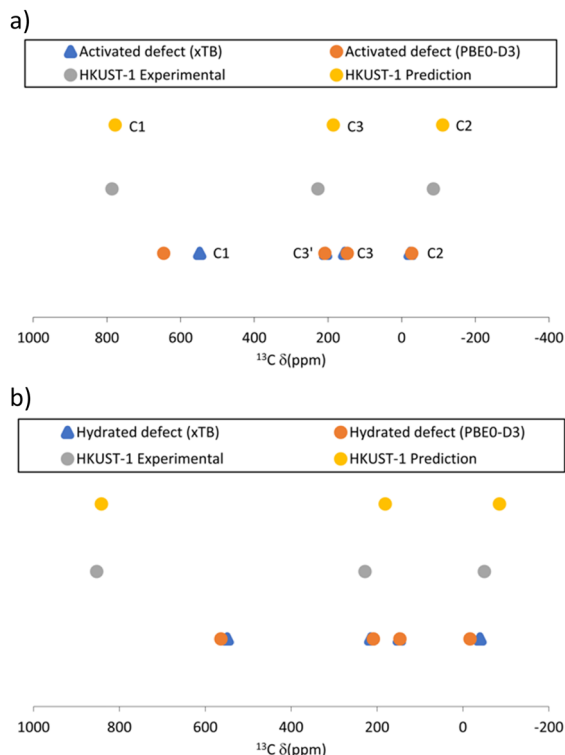 a)
Activated defect (xTB) Activated defect (PBE0-D3)
HKUST-1 Experimental HKUST-1 Prediction
C1 C3 C2
C1 C3' C3 C2
1000 800 600 400 200 0 -200 -400
¹³C δ(ppm)
b)
Hydrated defect (xTB) Hydrated defect (PBE0-D3)
HKUST-1 Experimental HKUST-1 Prediction
1000 800 600 400 200 0 -200
¹³C δ(ppm)